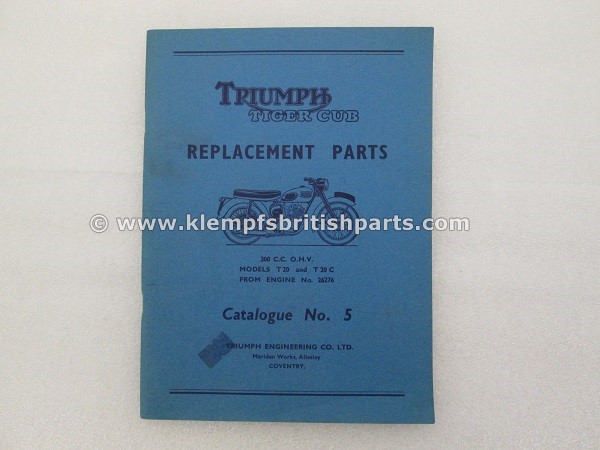 TRIUMPH
TIGER CUB
REPLACEMENT PARTS
© www.klempfsbritishparts.com ©
200 C.C. O.H.V.
MODELS T20 and T20C
FROM ENGINE No. 26276
Catalogue No. 5
TRIUMPH ENGINEERING CO. LTD.
Meriden Works, Allesley
COVENTRY.